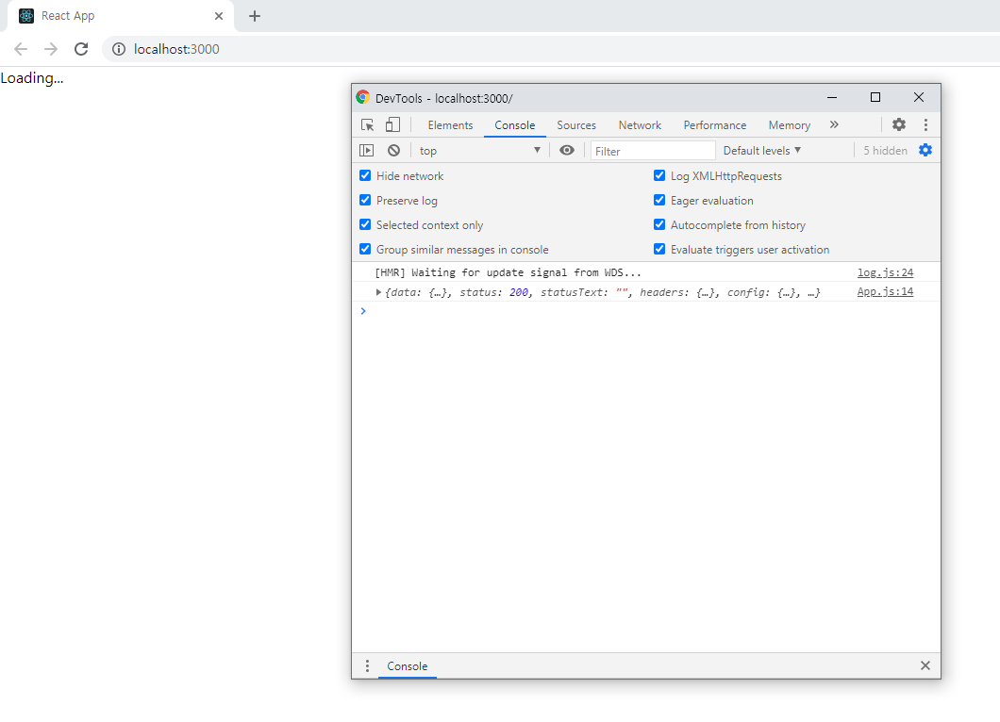 React App
localhost:3000
Loading...
DevTools - localhost:3000/
Elements Console Sources Network Performance Memory »
top Filter Default levels 5 hidden
Hide network Log XMLHttpRequests
Preserve log Eager evaluation
Selected context only Autocomplete from history
Group similar messages in console Evaluate triggers user activation
[HMR] Waiting for update signal from WDS... log.js:24
{data: {…}, status: 200, statusText: "", headers: {…}, config: {…}, …} App.js:14
Console